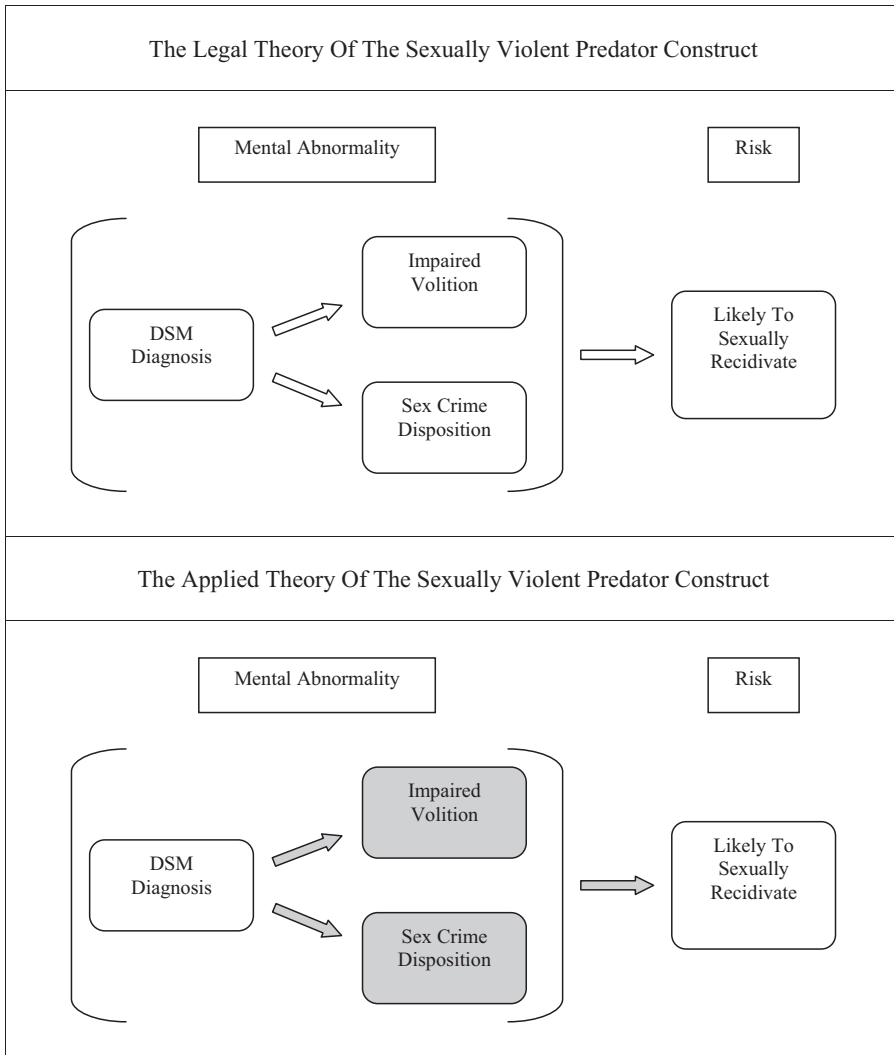 The Legal Theory Of The Sexually Violent Predator Construct
Mental Abnormality
Risk
Impaired
Volition
DSM
Diagnosis
Sex Crime
Disposition
Likely To
Sexually
Recidivate
The Applied Theory Of The Sexually Violent Predator Construct
Mental Abnormality
Risk
Impaired
Volition
DSM
Diagnosis
Sex Crime
Disposition
Likely To
Sexually
Recidivate